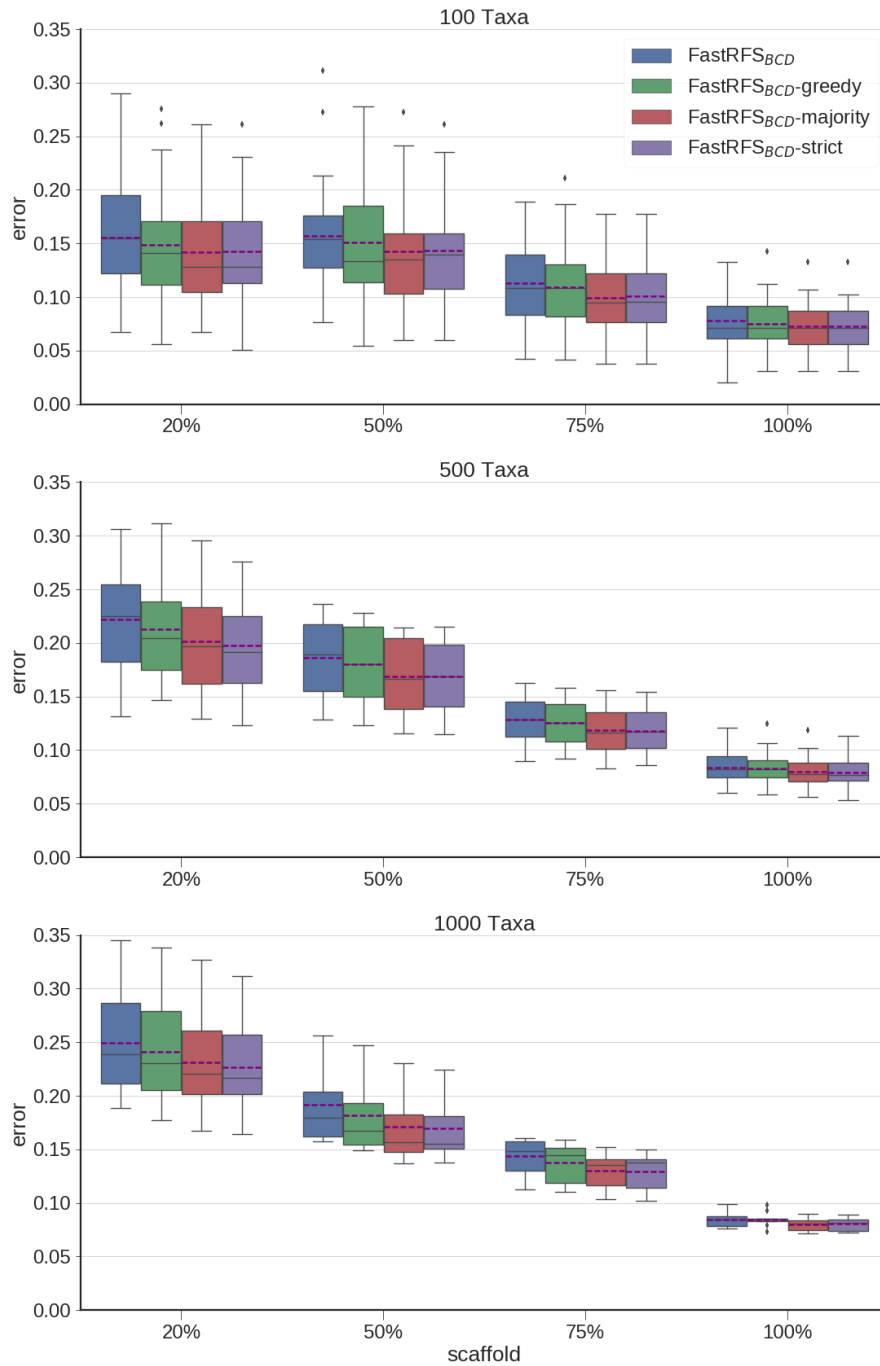 100 Taxa
0.35
0.30
0.25
0.20
0.15
0.10
0.05
0.00
error
FastRFS_BCD
FastRFS_BCD-greedy
FastRFS_BCD-majority
FastRFS_BCD-strict
20% 50% 75% 100%
500 Taxa
0.35
0.30
0.25
0.20
0.15
0.10
0.05
0.00
error
20% 50% 75% 100%
1000 Taxa
0.35
0.30
0.25
0.20
0.15
0.10
0.05
0.00
error
20% 50% 75% 100%
scaffold